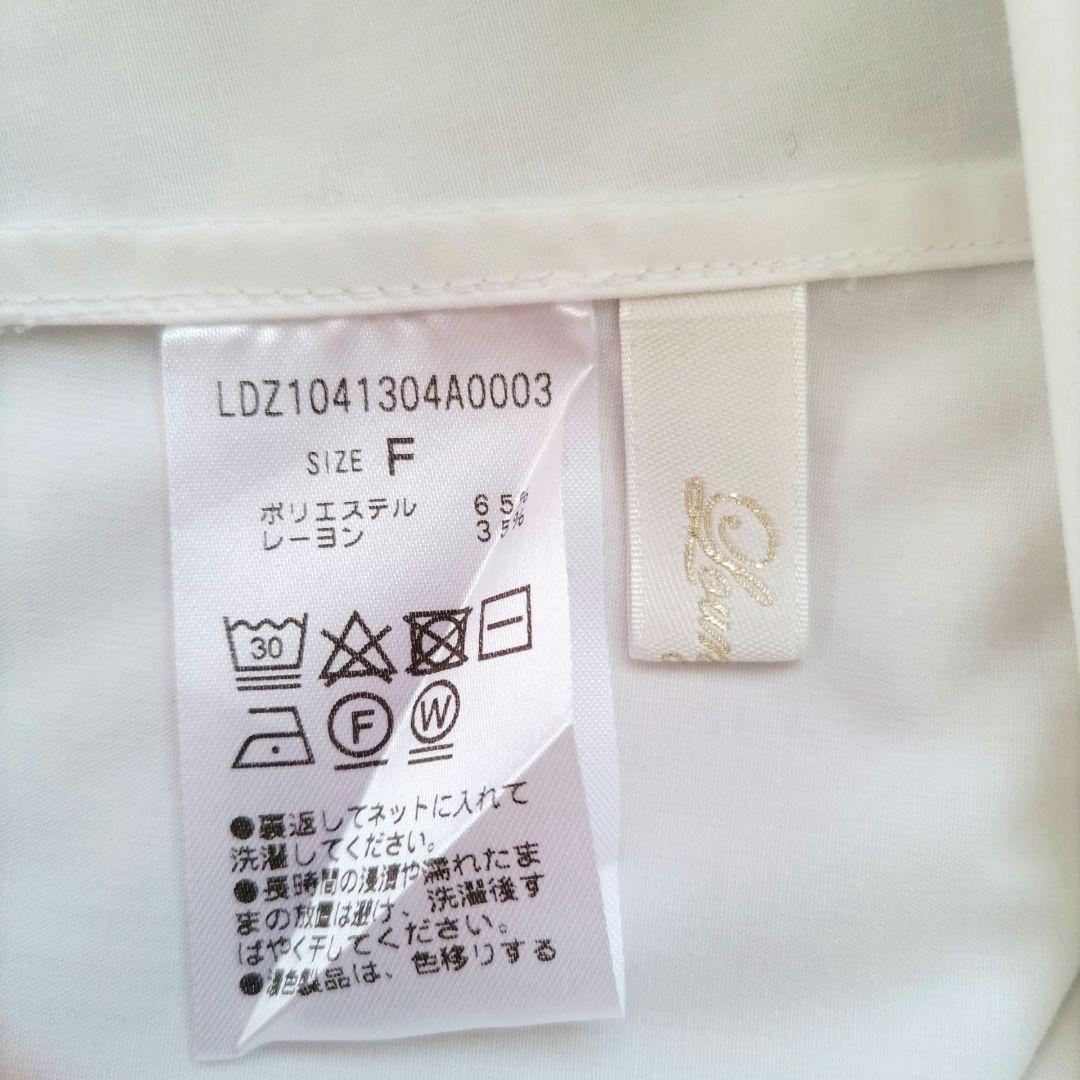 LDZ1041304A0003
SIZE F
ポリエステル 65%
レーヨン 35%
30
F W
●裏返してネットに入れて
洗濯してください。
●長時間の浸漬や濡れたま
まの放置は避け、洗濯後す
ばやく干してください。
●濃色製品は、色移りする